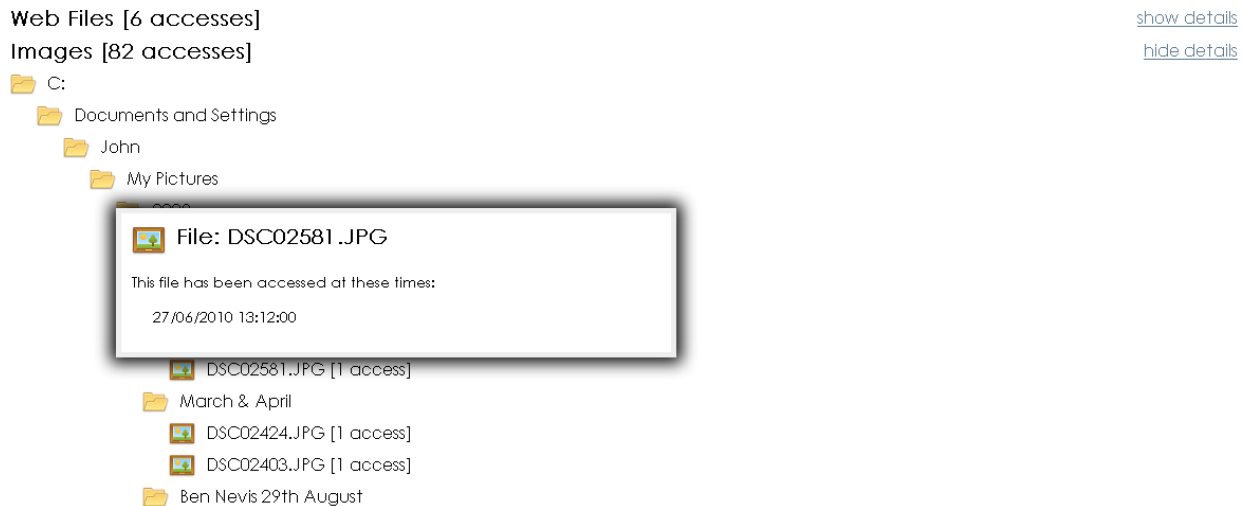 Web Files [6 accesses] show details
Images [82 accesses] hide details
C:
Documents and Settings
John
My Pictures
File: DSC02581.JPG
This file has been accessed at these times:
27/06/2010 13:12:00
DSC02581.JPG [1 access]
March & April
DSC02424.JPG [1 access]
DSC02403.JPG [1 access]
Ben Nevis 29th August